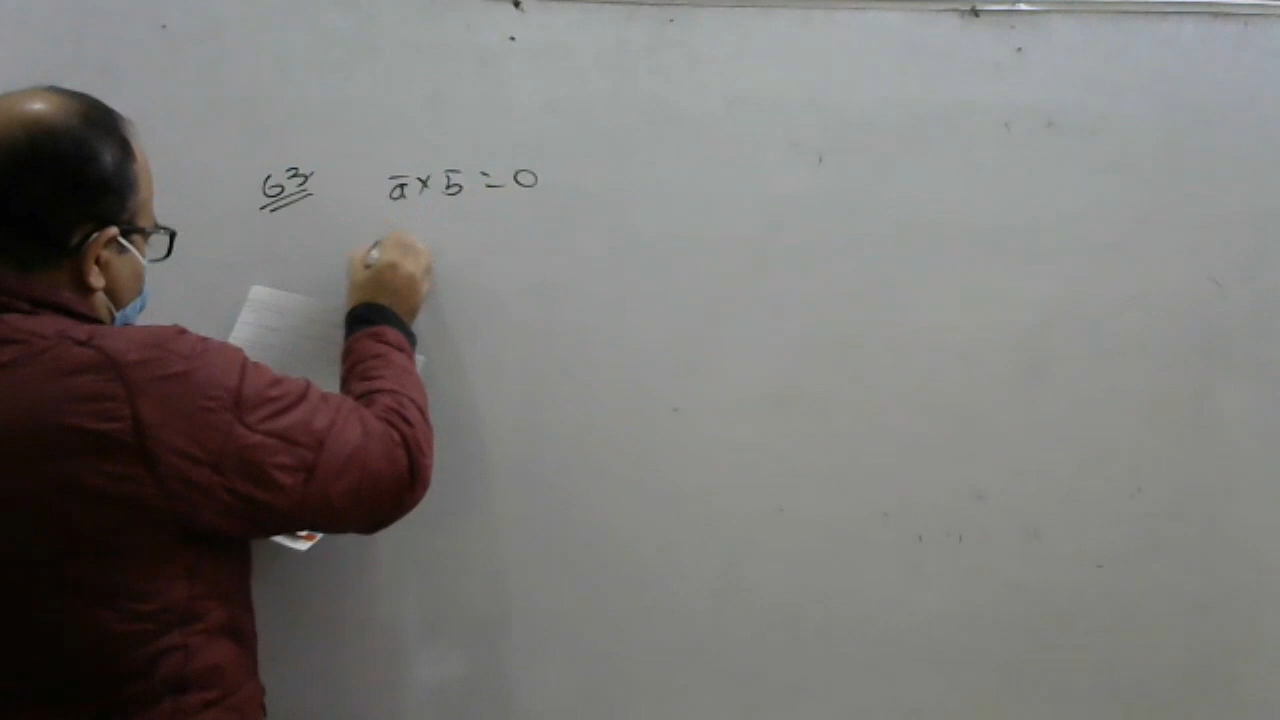 63 a̅ × b̅ = 0